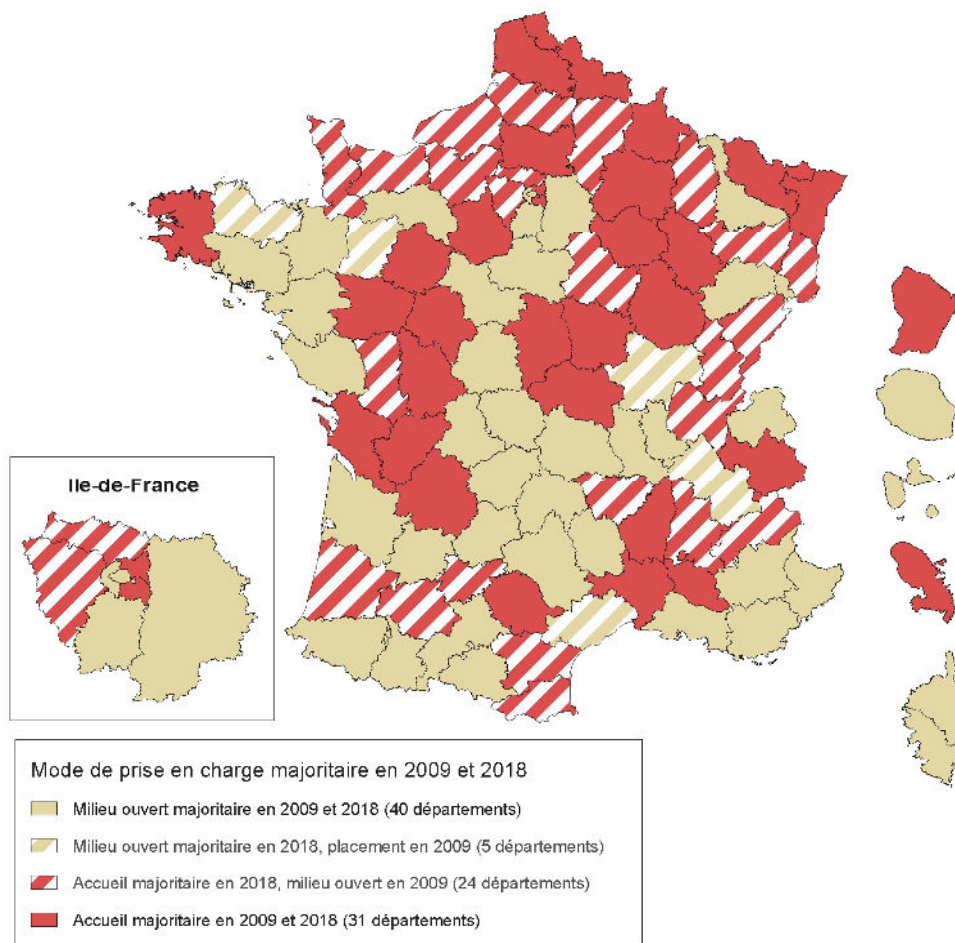 Ile-de-France
Mode de prise en charge majoritaire en 2009 et 2018
Milieu ouvert majoritaire en 2009 et 2018 (40 départements)
Milieu ouvert majoritaire en 2018, placement en 2009 (5 départements)
Accueil majoritaire en 2018, milieu ouvert en 2009 (24 départements)
Accueil majoritaire en 2009 et 2018 (31 départements)